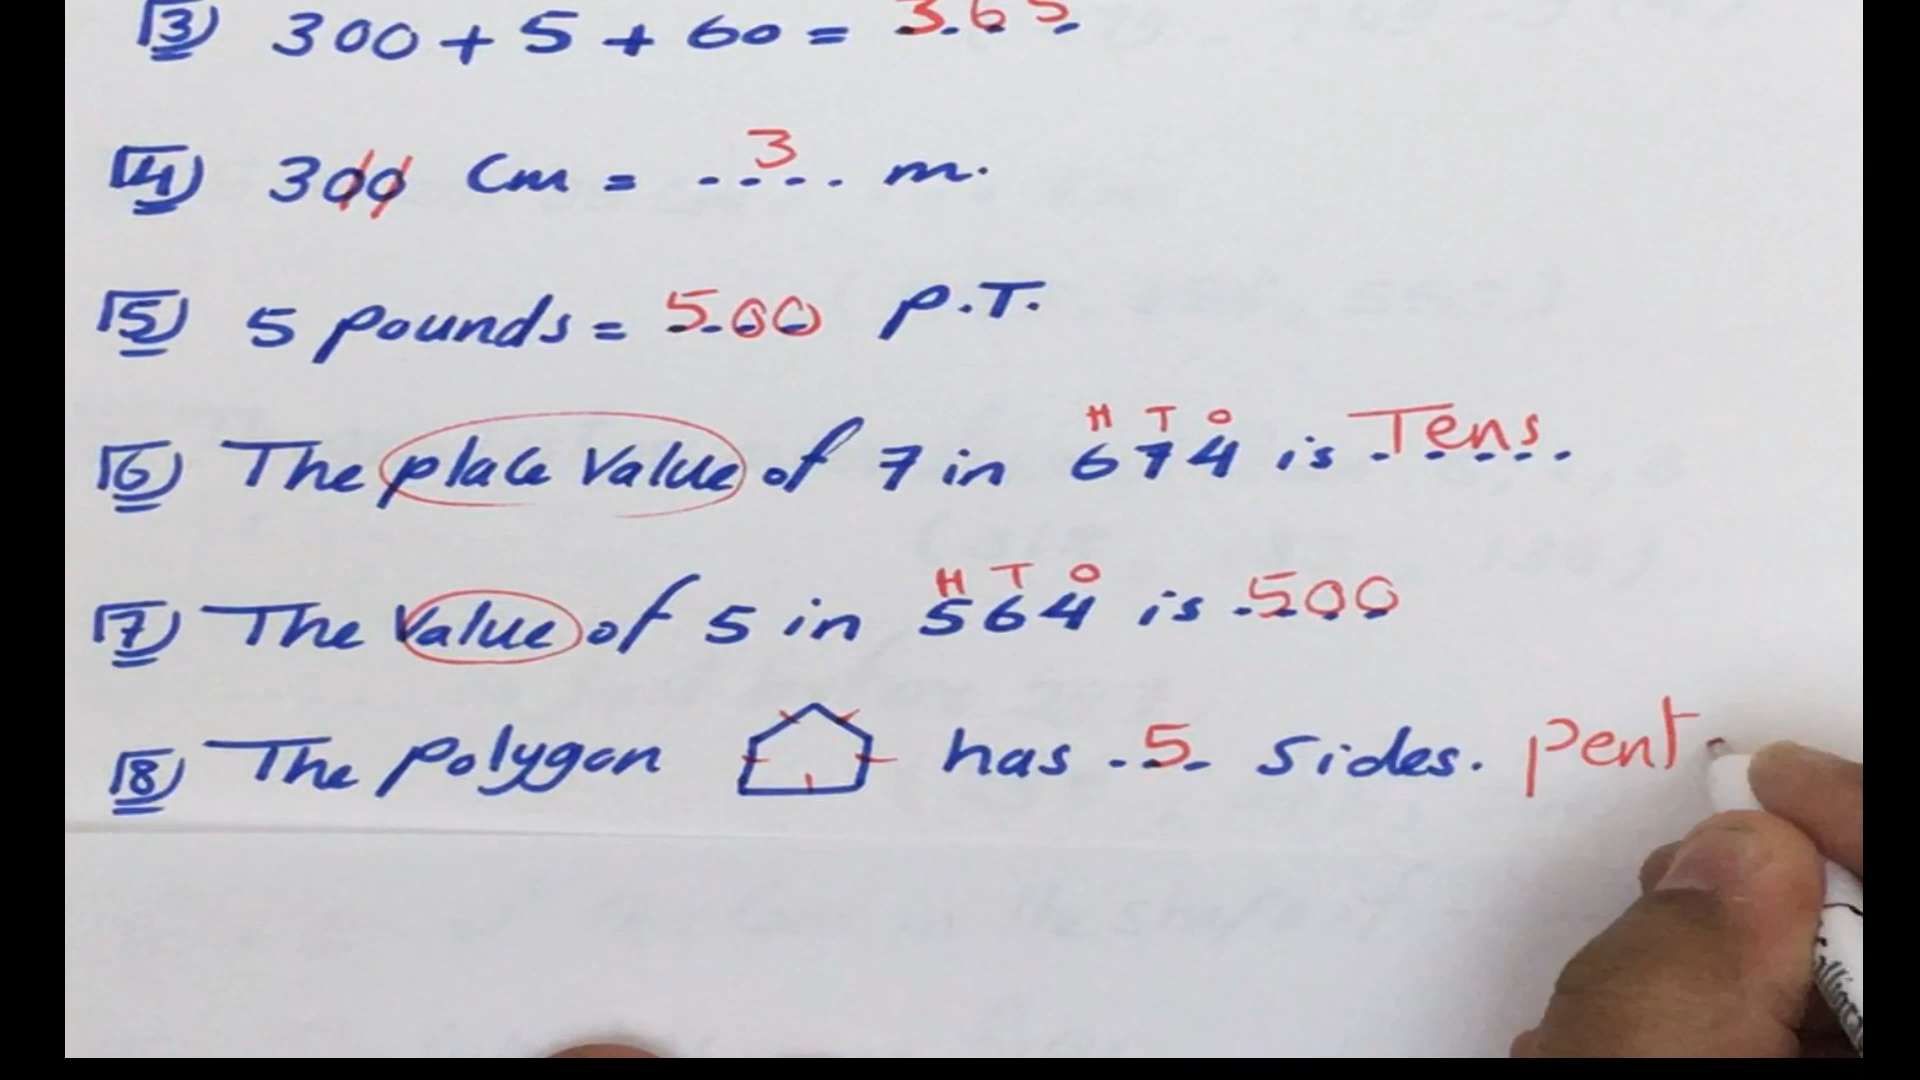 3 300 + 5 + 60 = 365
4 300 Cm = 3 m.
5 5 pounds = 500 P.T.
H T O
6 The place value of 7 in 674 is Tens.
H T O
7 The value of 5 in 564 is 500
8 The polygon has 5 sides. pent